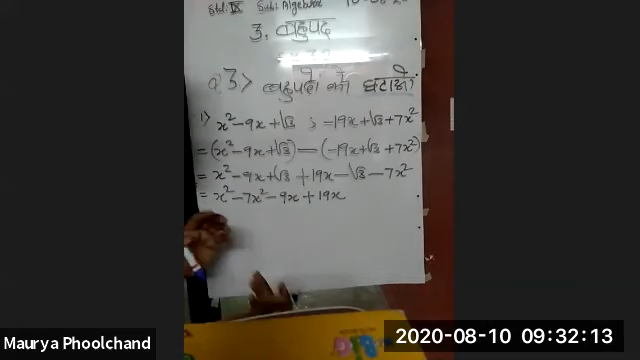 Std: IX Sub: Algebra
3. बहुपद
Q.3.> बहुपदों को घटाओ
1) x² - 9x + √3 ; -19x + √3 + 7x²
= (x² - 9x + √3) - (-19x + √3 + 7x²)
= x² - 9x + √3 + 19x - √3 - 7x²
= x² - 7x² - 9x + 19x
Maurya Phoolchand
2020-08-10 09:32:13